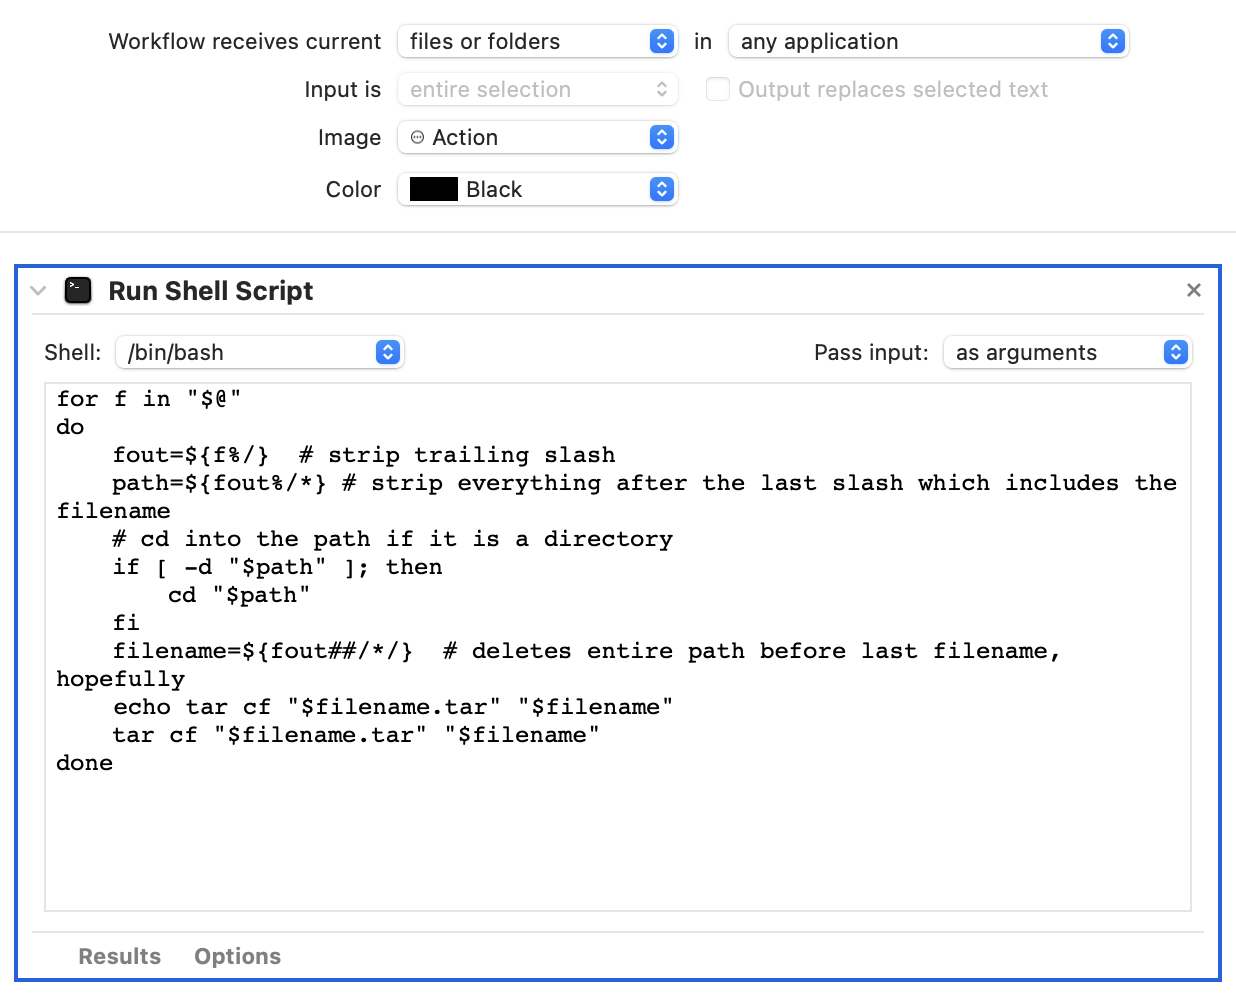 Workflow receives current files or folders in any application
Input is entire selection Output replaces selected text
Image Action
Color Black
Run Shell Script
Shell: /bin/bash Pass input: as arguments
for f in "$@"
do
    fout=${f%/}  # strip trailing slash
    path=${fout%/*} # strip everything after the last slash which includes the
filename
    # cd into the path if it is a directory
    if [ -d "$path" ]; then
        cd "$path"
    fi
    filename=${fout##/*/}  # deletes entire path before last filename,
hopefully
    echo tar cf "$filename.tar" "$filename"
    tar cf "$filename.tar" "$filename"
done
Results Options